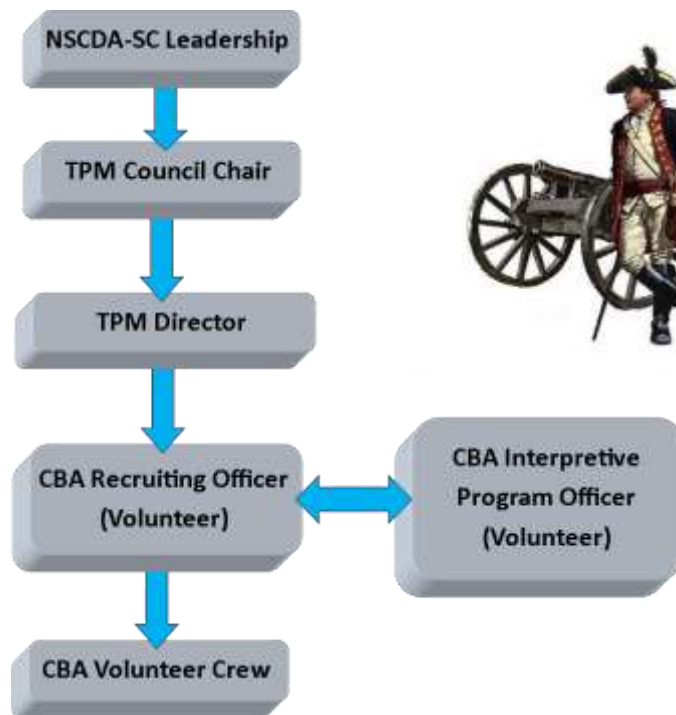 NSCDA-SC Leadership
TPM Council Chair
TPM Director
CBA Recruiting Officer
(Volunteer)
CBA Interpretive
Program Officer
(Volunteer)
CBA Volunteer Crew